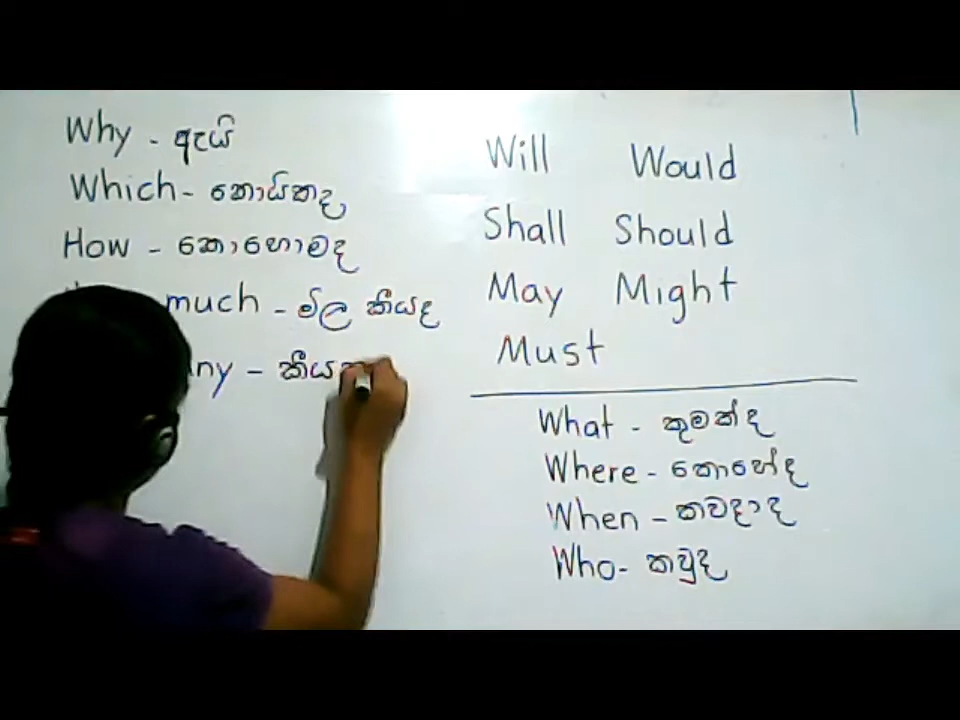 Why - ඇයි
Which - කොයිකද
How - කොහොමද
much - මිල කීයද
ny - කීය
Will Would
Shall Should
May Might
Must
What - කුමක්ද
Where - කොහේද
When - කවදාද
Who - කවුද